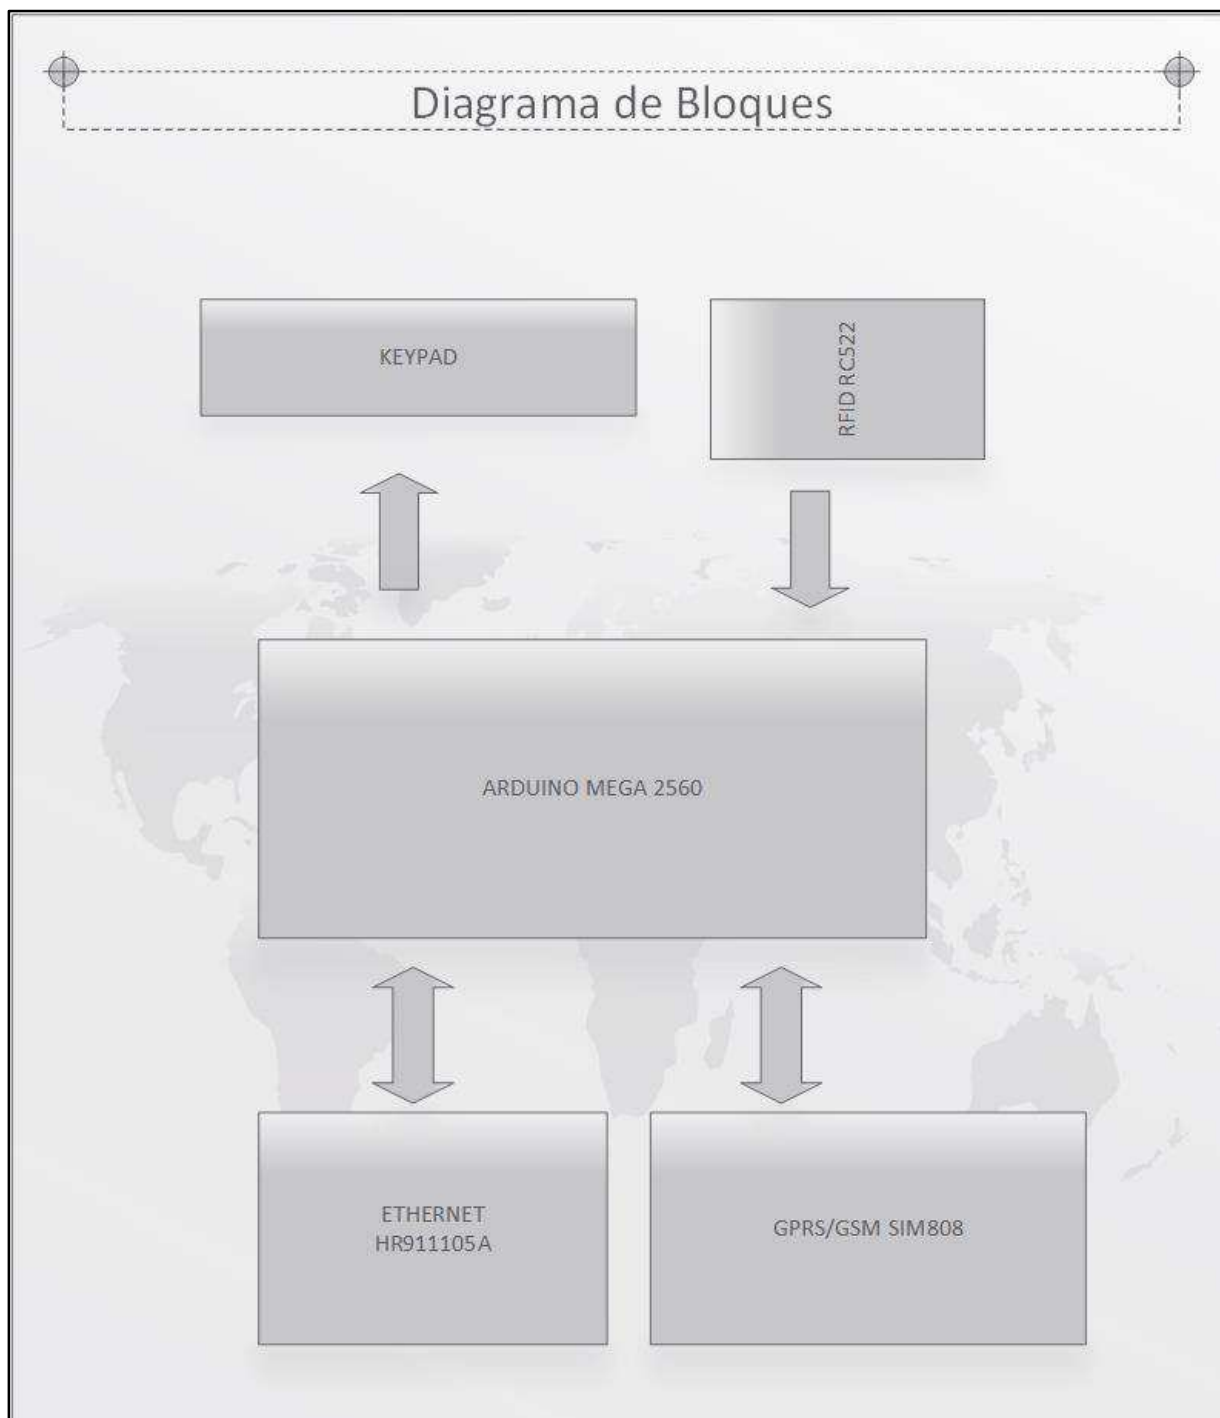 Diagrama de Bloques
KEYPAD
RFID RC522
ARDUINO MEGA 2560
ETHERNET
HR911105A
GPRS/GSM SIM808